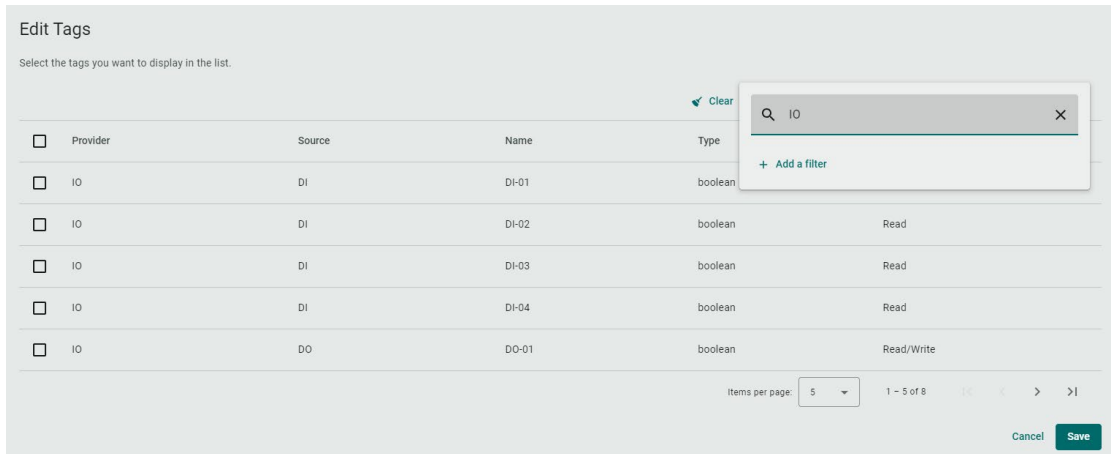 Edit Tags
Select the tags you want to display in the list.
Clear
IO
Provider Source Name Type
+ Add a filter
IO DI DI-01 boolean
IO DI DI-02 boolean Read
IO DI DI-03 boolean Read
IO DI DI-04 boolean Read
IO DO DO-01 boolean Read/Write
Items per page: 5 1 – 5 of 8
Cancel Save